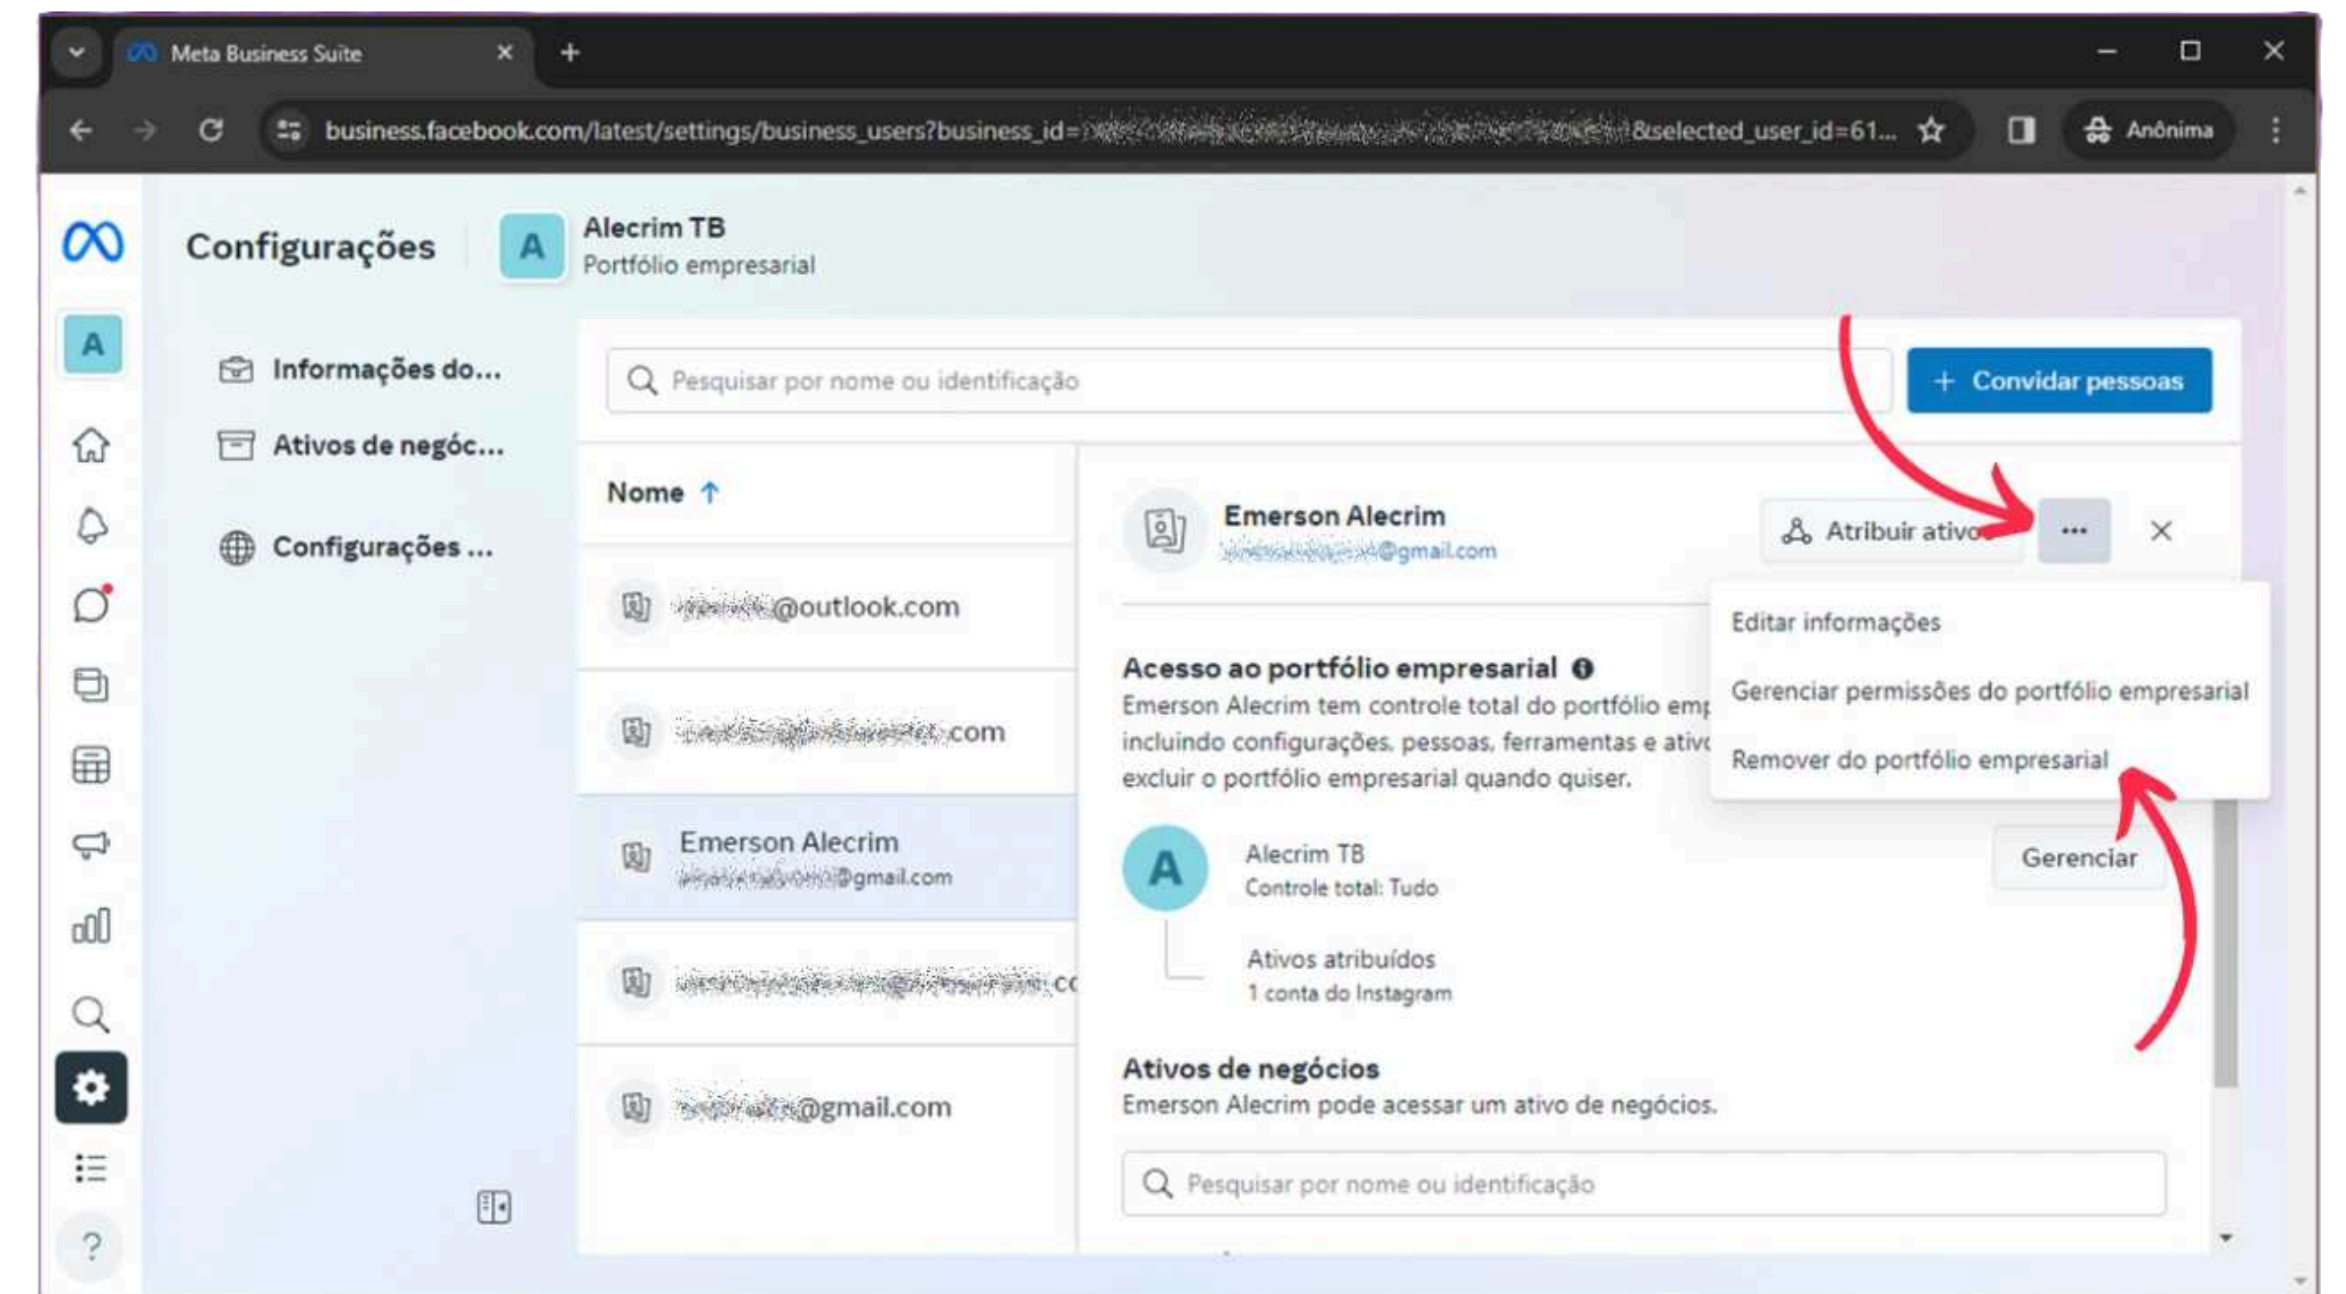 Meta Business Suite
business.facebook.com/latest/settings/business_users?business_id=
&selected_user_id=61...
Anônima
Configurações
A
Alecrim TB
Portfólio empresarial
A
Informações do...
Ativos de negóc...
Configurações ...
Pesquisar por nome ou identificação
+ Convidar pessoas
Nome ↑
@outlook.com
.com
Emerson Alecrim
@gmail.com
@gmail.com
Emerson Alecrim
@gmail.com
Atribuir ativo
...
Editar informações
Gerenciar permissões do portfólio empresarial
Remover do portfólio empresarial
Acesso ao portfólio empresarial
Emerson Alecrim tem controle total do portfólio emp
incluindo configurações, pessoas, ferramentas e ativo
excluir o portfólio empresarial quando quiser.
A
Alecrim TB
Controle total: Tudo
Gerenciar
Ativos atribuídos
1 conta do Instagram
Ativos de negócios
Emerson Alecrim pode acessar um ativo de negócios.
Pesquisar por nome ou identificação
?